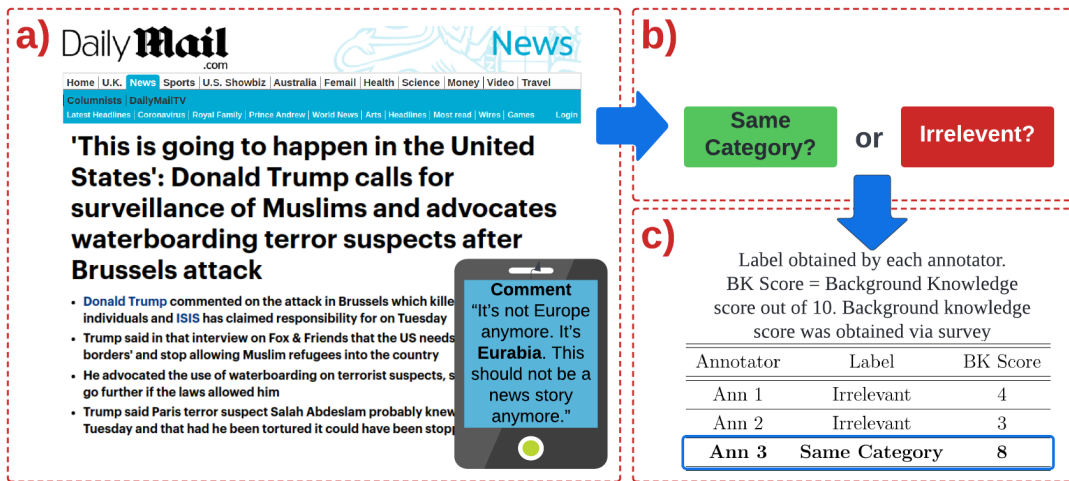 a)
Daily Mail
.com
News
Home U.K. News Sports U.S. Showbiz Australia Femail Health Science Money Video Travel
Columnists DailyMailTV
Latest Headlines Coronavirus Royal Family Prince Andrew World News Arts Headlines Most read Wires Games Login
'This is going to happen in the United
States': Donald Trump calls for
surveillance of Muslims and advocates
waterboarding terror suspects after
Brussels attack
Donald Trump commented on the attack in Brussels which kille
individuals and ISIS has claimed responsibility for on Tuesday
Trump said in that interview on Fox & Friends that the US needs
borders' and stop allowing Muslim refugees into the country
He advocated the use of waterboarding on terrorist suspects, s
go further if the laws allowed him
Trump said Paris terror suspect Salah Abdeslam probably knew
Tuesday and that had he been tortured it could have been stopp
Comment
“It’s not Europe
anymore. It’s
Eurabia. This
should not be a
news story
anymore.”
b)
Same
Category?
or
Irrelevent?
c)
Label obtained by each annotator.
BK Score = Background Knowledge
score out of 10. Background knowledge
score was obtained via survey
Annotator Label BK Score
Ann 1 Irrelevant 4
Ann 2 Irrelevant 3
Ann 3 Same Category 8